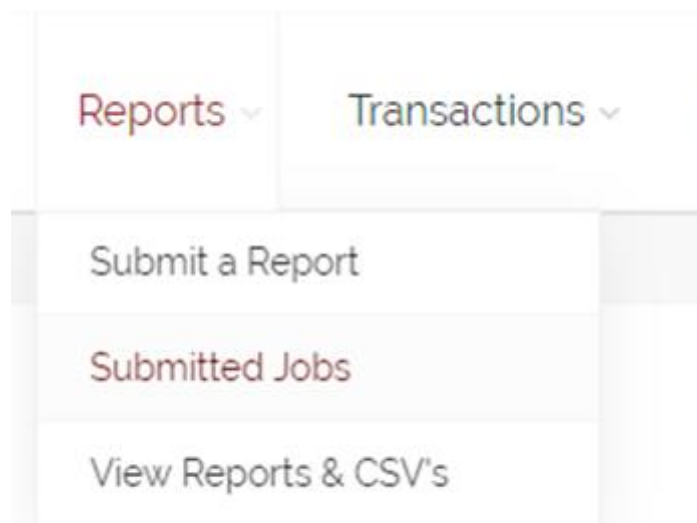 Reports Transactions
Submit a Report
Submitted Jobs
View Reports & CSV's